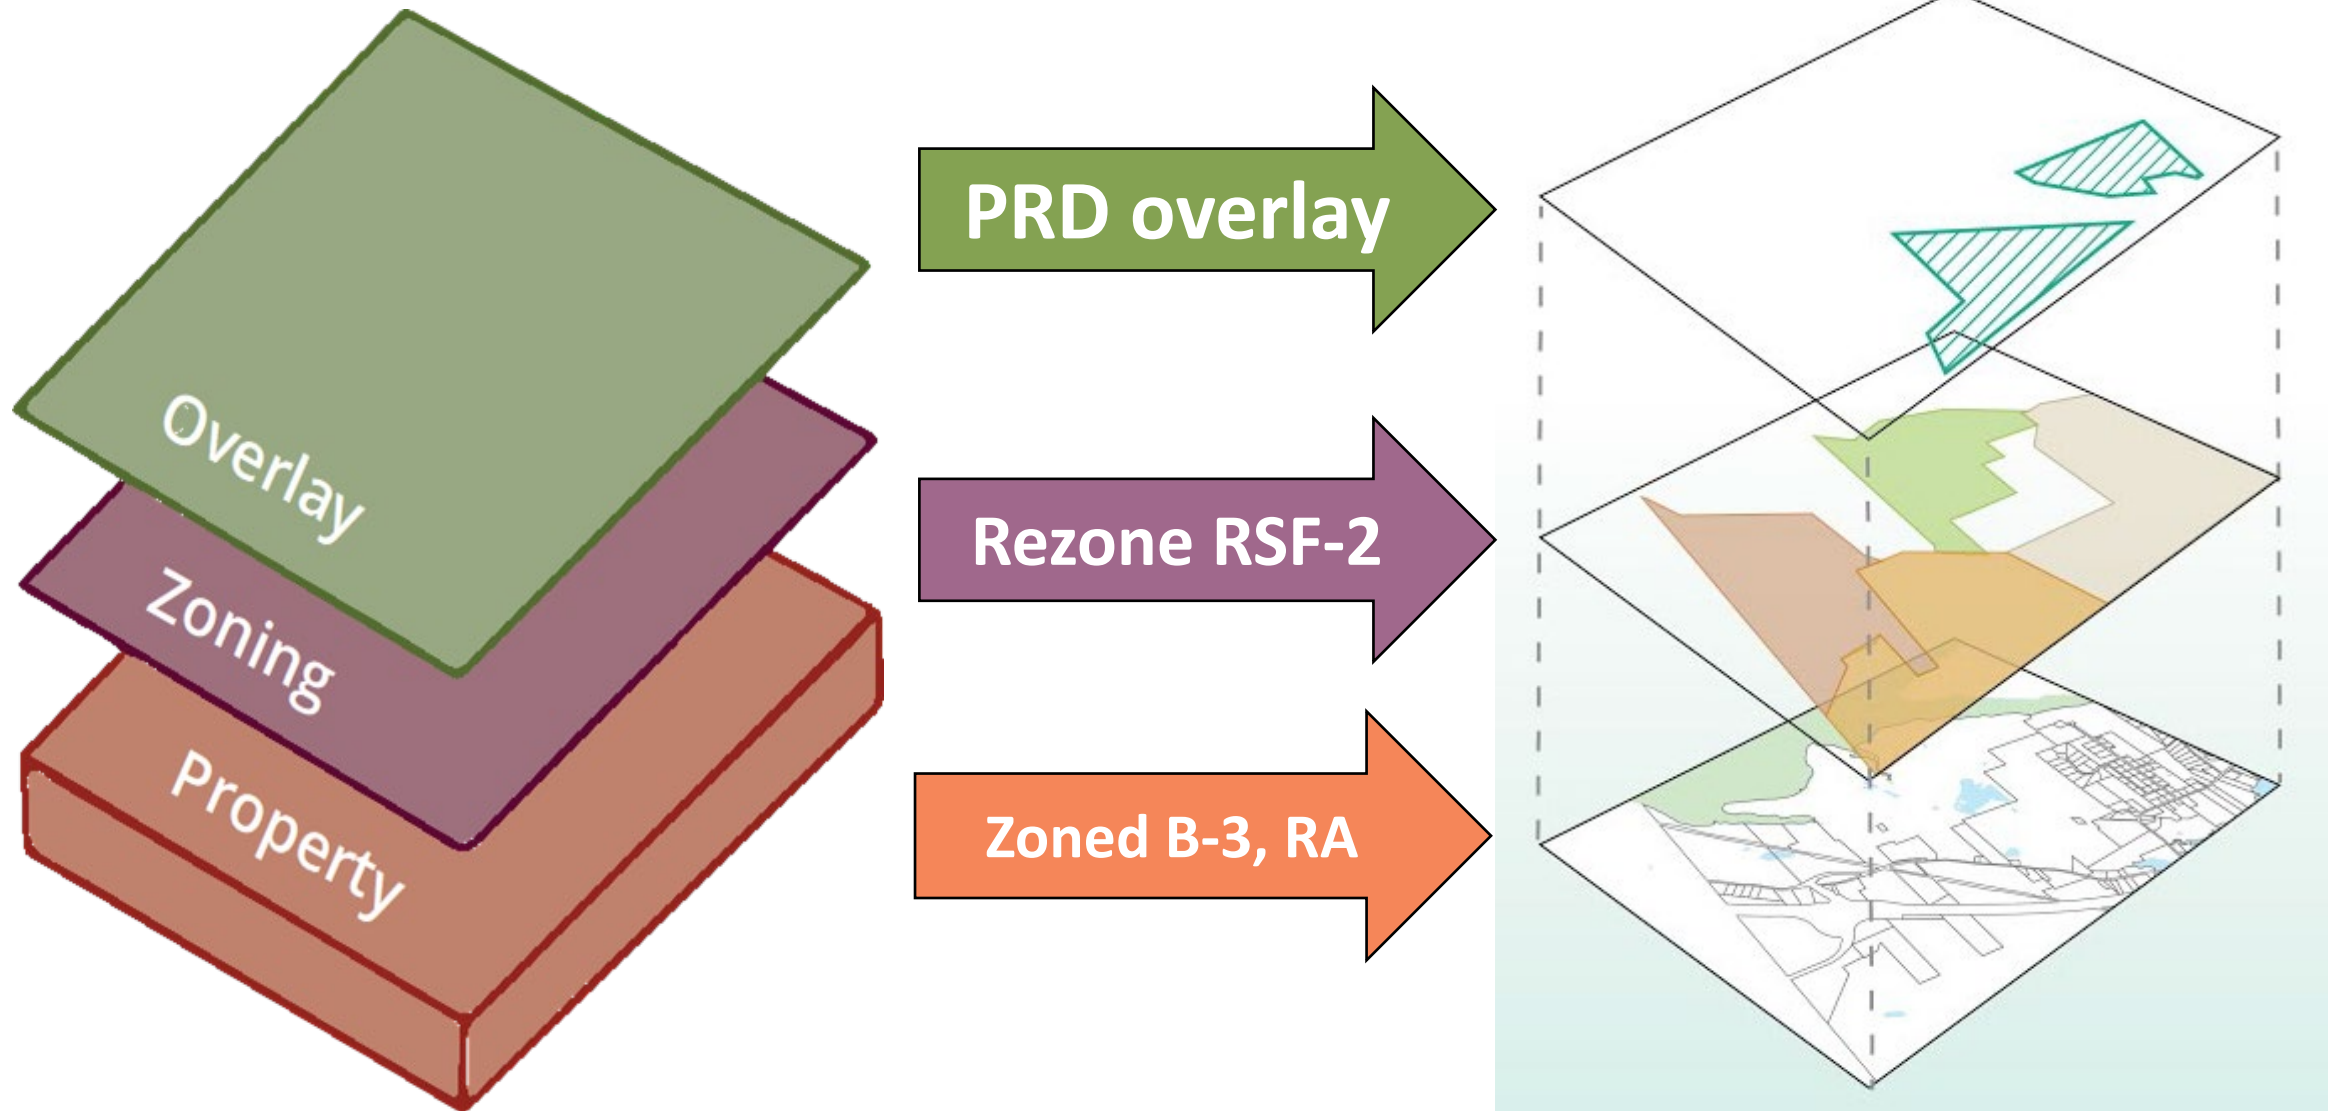 Overlay
Zoning
Property
PRD overlay
Rezone RSF-2
Zoned B-3, RA